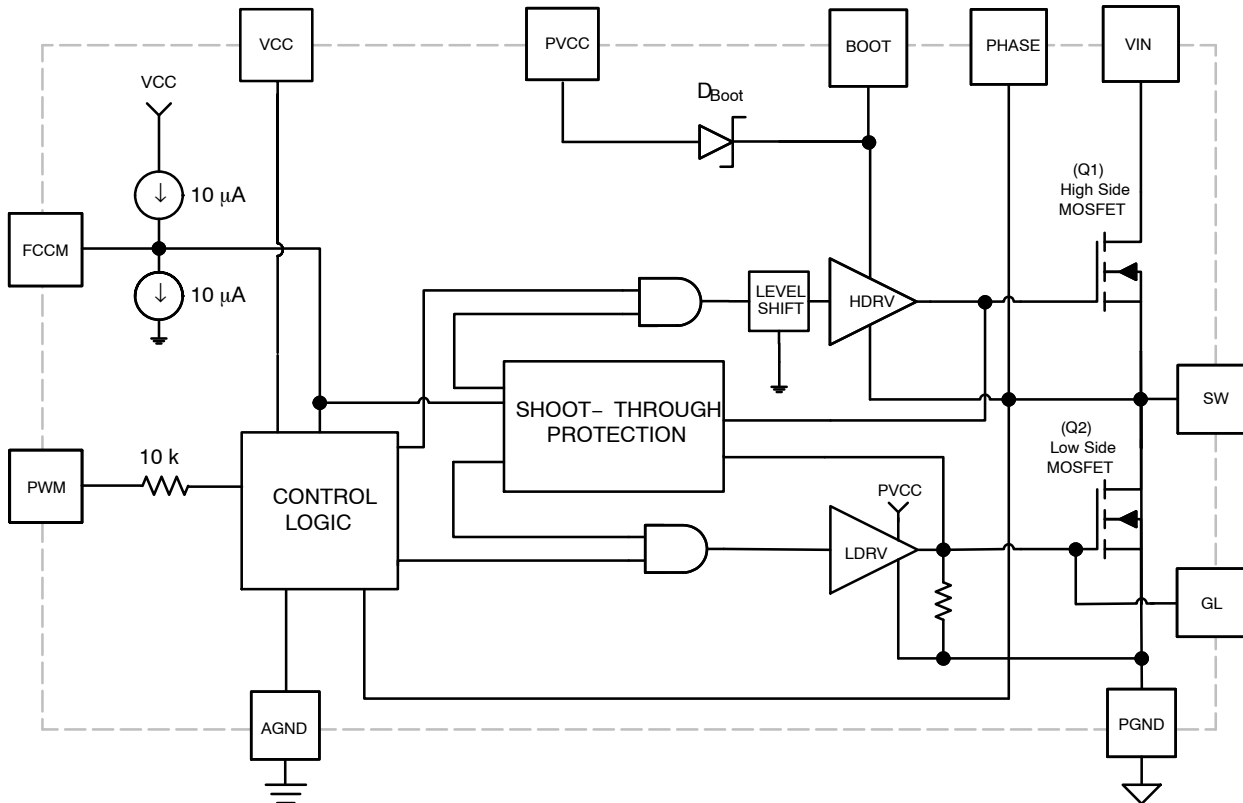 VCC
PVCC
BOOT
PHASE
VIN
VCC
DBoot
10 μA
(Q1)
High Side
MOSFET
FCCM
10 μA
LEVEL
SHIFT
HDRV
SHOOT– THROUGH
PROTECTION
SW
(Q2)
Low Side
MOSFET
10 k
PWM
CONTROL
LOGIC
PVCC
LDRV
GL
AGND
PGND